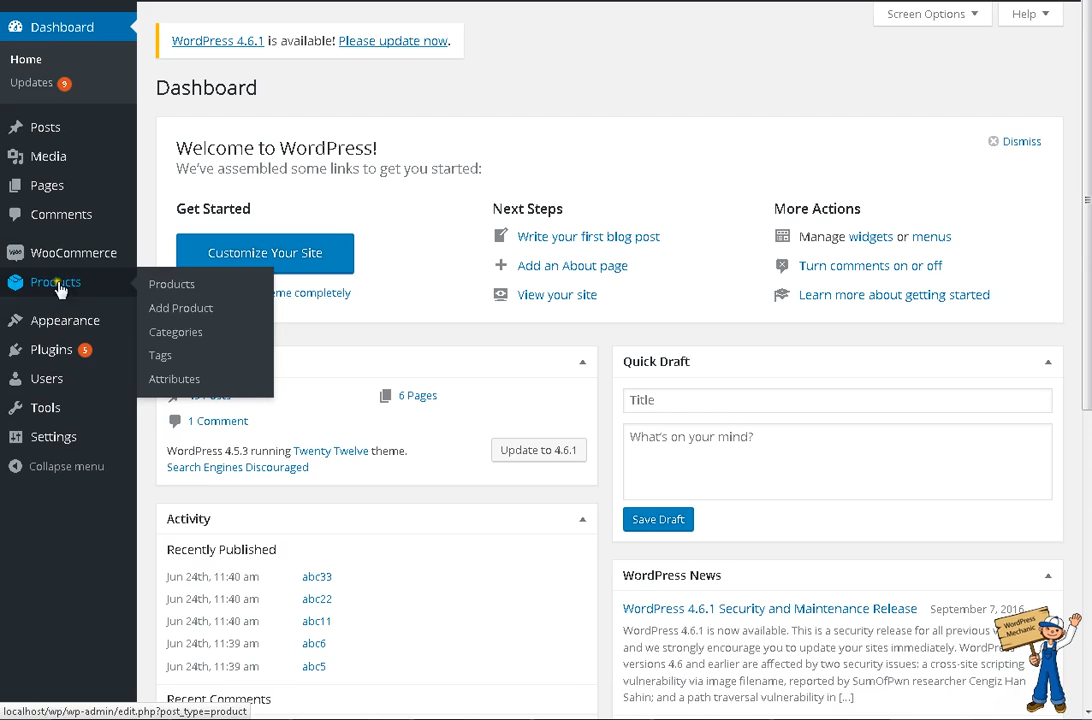 Dashboard
Home
Updates 9
Posts
Media
Pages
Comments
WooCommerce
Products
Appearance
Plugins 5
Users
Tools
Settings
Collapse menu
Products
Add Product
Categories
Tags
Attributes
Screen Options
Help
WordPress 4.6.1 is available! Please update now.
Dashboard
Welcome to WordPress!
We've assembled some links to get you started:
Dismiss
Get Started
Customize Your Site
me completely
Next Steps
Write your first blog post
Add an About page
View your site
More Actions
Manage widgets or menus
Turn comments on or off
Learn more about getting started
6 Pages
1 Comment
WordPress 4.5.3 running Twenty Twelve theme.
Update to 4.6.1
Search Engines Discouraged
Activity
Recently Published
Jun 24th, 11:40 am abc33
Jun 24th, 11:40 am abc22
Jun 24th, 11:40 am abc11
Jun 24th, 11:39 am abc6
Jun 24th, 11:39 am abc5
Recent Comments
Quick Draft
Title
What's on your mind?
Save Draft
WordPress News
WordPress 4.6.1 Security and Maintenance Release September 7, 2016
WordPress 4.6.1 is now available. This is a security release for all previous
and we strongly encourage you to update your sites immediately. WordPress
versions 4.6 and earlier are affected by two security issues: a cross-site scripting
vulnerability via image filename, reported by SumOfPwn researcher Cengiz Han
Sahin; and a path traversal vulnerability in […]
WordPress
Mechanic
localhost/wp/wp-admin/edit.php?post_type=product